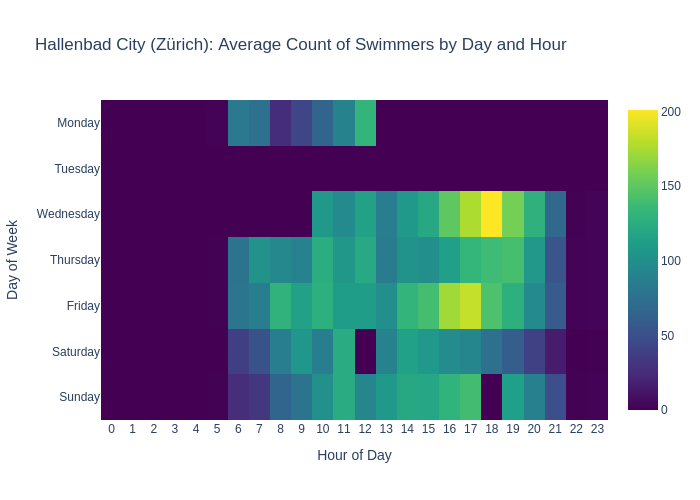 Hallenbad City (Zürich): Average Count of Swimmers by Day and Hour
Monday
Tuesday
Wednesday
Thursday
Friday
Saturday
Sunday
Day of Week
0 1 2 3 4 5 6 7 8 9 10 11 12 13 14 15 16 17 18 19 20 21 22 23
Hour of Day
200
150
100
50
0